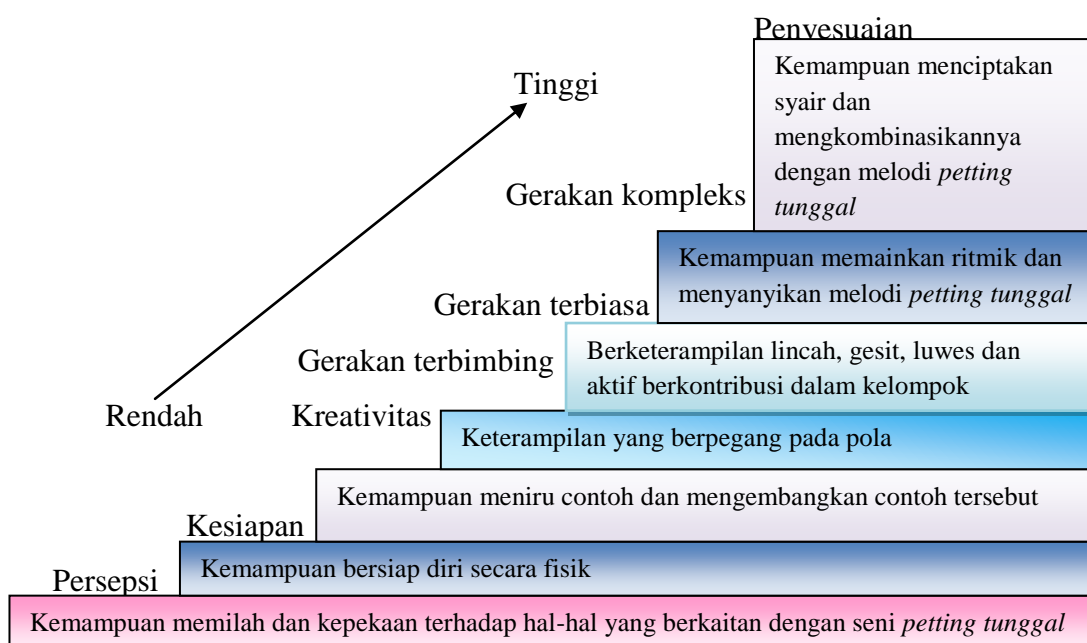 Penyesuaian
Kemampuan menciptakan
syair dan
mengkombinasikannya
dengan melodi petting
tunggal
Tinggi
Gerakan kompleks
Kemampuan memainkan ritmik dan
menyanyikan melodi petting tunggal
Gerakan terbiasa
Gerakan terbimbing
Berketerampilan lincah, gesit, luwes dan
aktif berkontribusi dalam kelompok
Rendah
Kreativitas
Keterampilan yang berpegang pada pola
Kemampuan meniru contoh dan mengembangkan contoh tersebut
Kesiapan
Kemampuan bersiap diri secara fisik
Persepsi
Kemampuan memilah dan kepekaan terhadap hal-hal yang berkaitan dengan seni petting tunggal